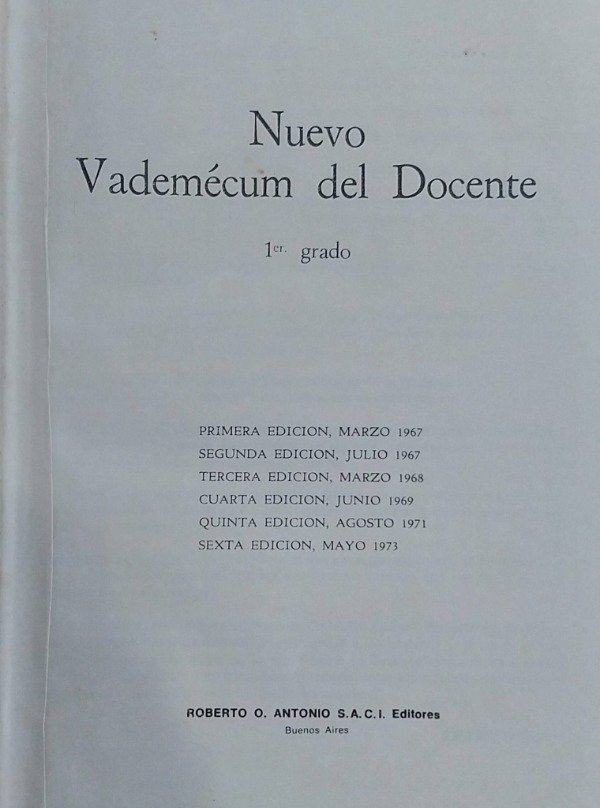 Nuevo
Vademécum del Docente
1er. grado
PRIMERA EDICION, MARZO 1967
SEGUNDA EDICION, JULIO 1967
TERCERA EDICION, MARZO 1968
CUARTA EDICION, JUNIO 1969
QUINTA EDICION, AGOSTO 1971
SEXTA EDICION, MAYO 1973
ROBERTO O. ANTONIO S.A.C.I. Editores
Buenos Aires